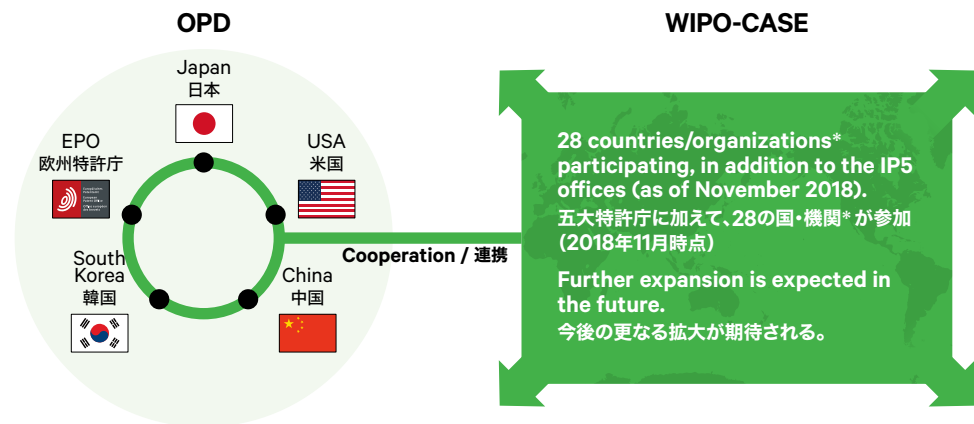 OPD
Japan
日本
EPO
欧州特許庁
USA
米国
South
Korea
韓国
China
中国
Cooperation / 連携
WIPO-CASE
28 countries/organizations*
participating, in addition to the IP5
offices (as of November 2018).
五大特許庁に加えて、28の国・機関*が参加
（2018年11月時点）
Further expansion is expected in
the future.
今後の更なる拡大が期待される。